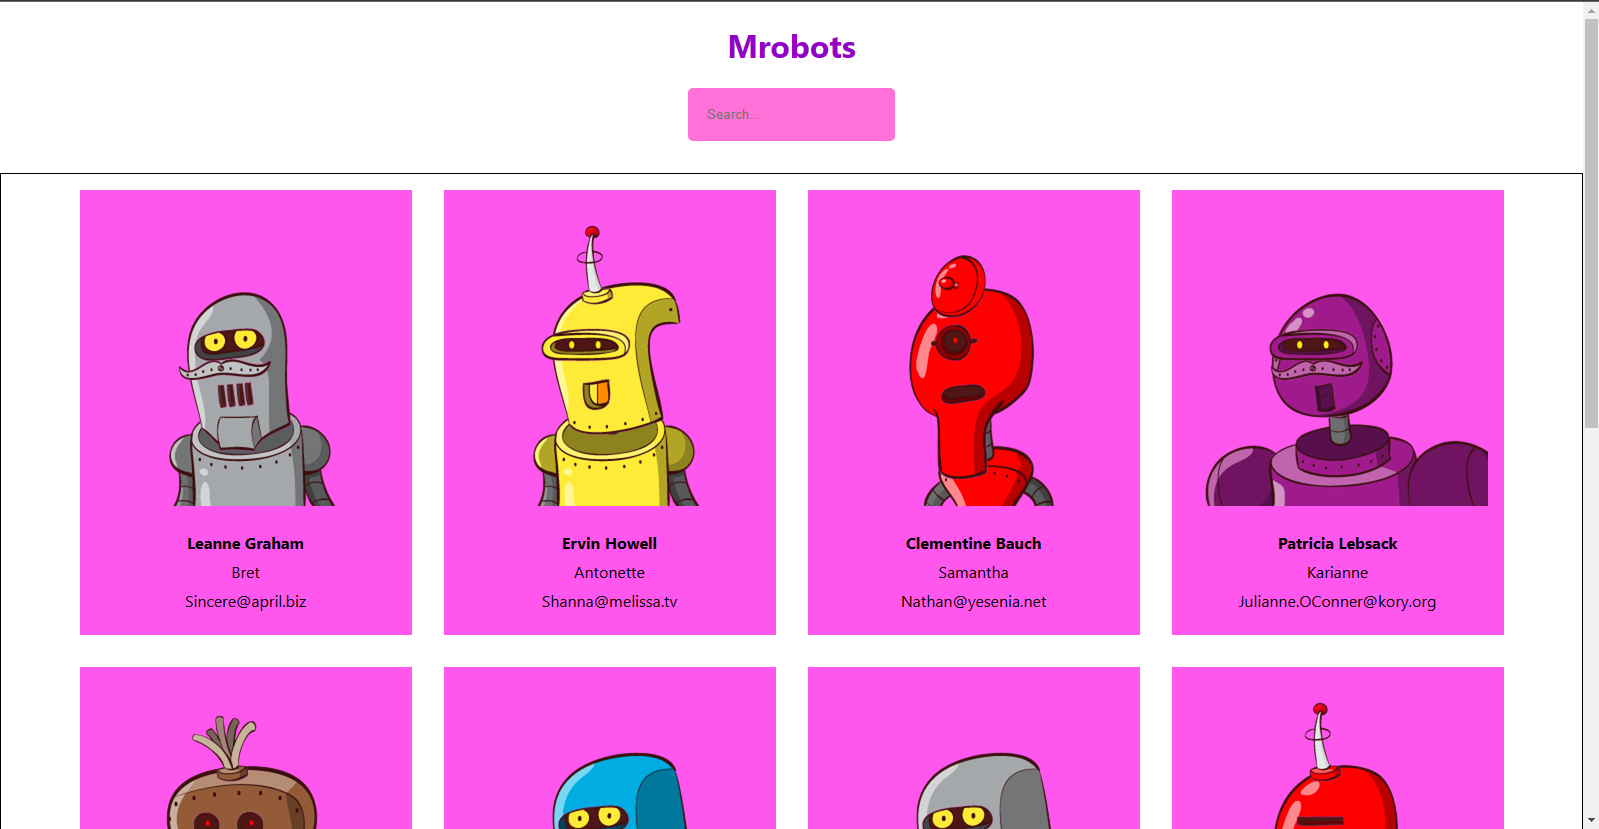 Mrobots
Search...
Leanne Graham
Bret
Sincere@april.biz
Ervin Howell
Antonette
Shanna@melissa.tv
Clementine Bauch
Samantha
Nathan@yesenia.net
Patricia Lebsack
Karianne
Julianne.OConner@kory.org